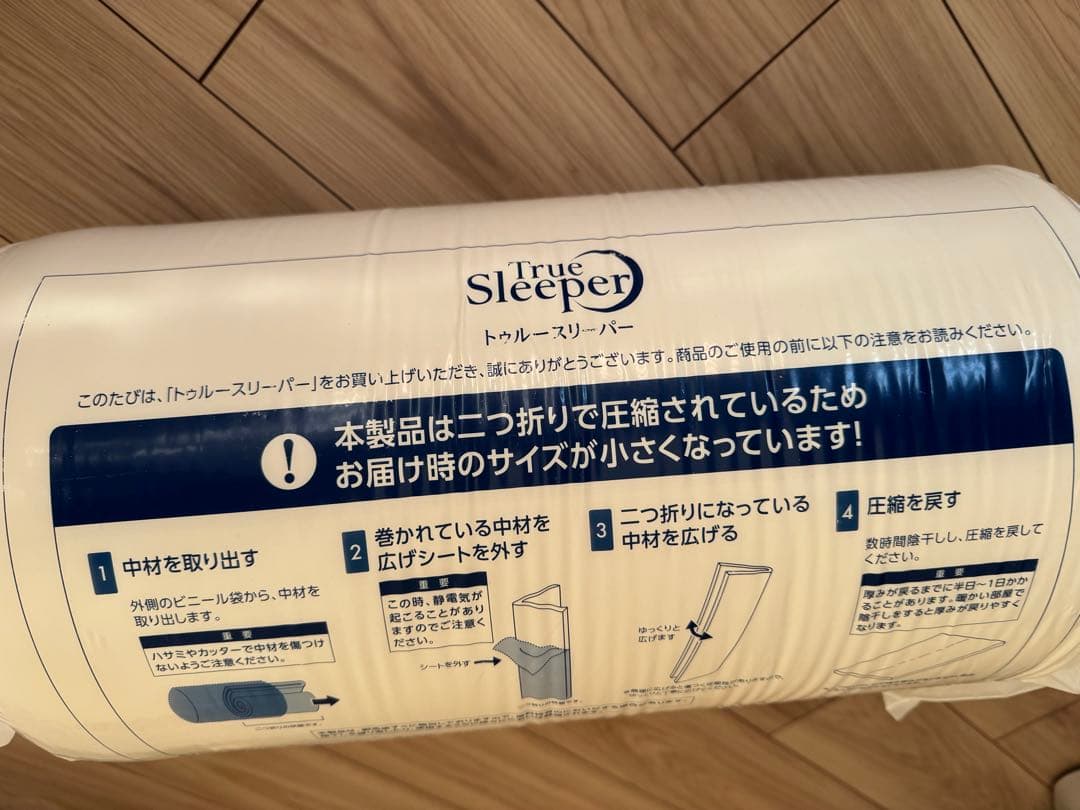 True
Sleeper
トゥルースリーパー
このたびは、「トゥルースリーパー」をお買い上げいただき、誠にありがとうございます。商品のご使用の前に以下の注意をお読みください。
!
本製品は二つ折りで圧縮されているため
お届け時のサイズが小さくなっています!
1 中材を取り出す
外側のビニール袋から、中材を
取り出します。
重要
ハサミやカッターで中材を傷つけ
ないようご注意ください。
2 巻かれている中材を
広げシートを外す
重要
この時、静電気が
起こることがあり
ますのでご注意く
ださい。
シートを外す
3 二つ折りになっている
中材を広げる
ゆっくりと
広げます
4 圧縮を戻す
数時間陰干しし、圧縮を戻して
ください。
重要
厚みが戻るまでに半日〜1日かか
ることがあります。暖かい部屋で
陰干しをすると厚みが戻りやすく
なります。